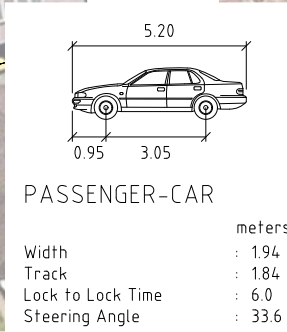 5.20
0.95 3.05
PASSENGER-CAR
meters
Width : 1.94
Track : 1.84
Lock to Lock Time : 6.0
Steering Angle : 33.6